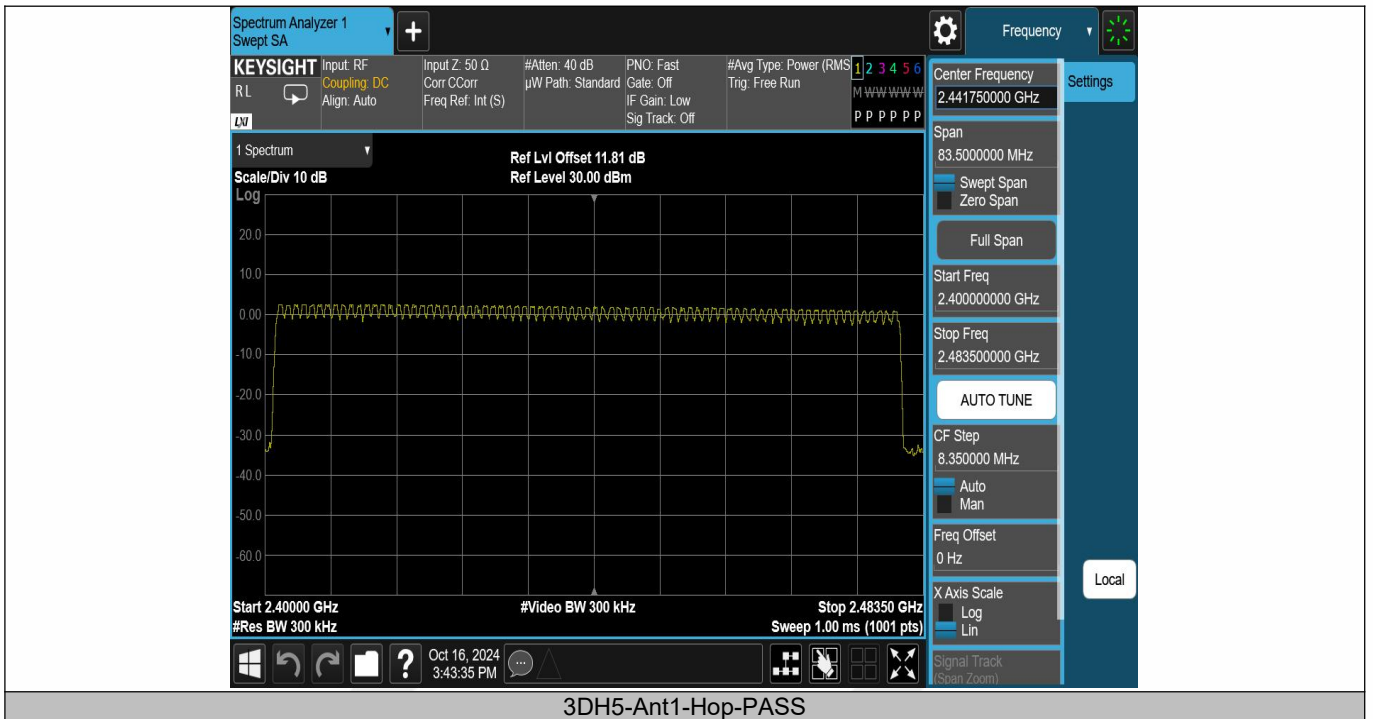 Spectrum Analyzer 1
Swept SA
+
Frequency
KEYSIGHT
RL
LXI
Input: RF
Coupling: DC
Align: Auto
Input Z: 50 Ω
Corr CCorr
Freq Ref: Int (S)
#Atten: 40 dB
µW Path: Standard
PNO: Fast
Gate: Off
IF Gain: Low
Sig Track: Off
#Avg Type: Power (RMS
Trig: Free Run
1 2 3 4 5 6
M W W W W W
P P P P P P
1 Spectrum
Scale/Div 10 dB
Log
Ref Lvl Offset 11.81 dB
Ref Level 30.00 dBm
20.0
10.0
0.00
-10.0
-20.0
-30.0
-40.0
-50.0
-60.0
Start 2.40000 GHz
#Res BW 300 kHz
#Video BW 300 kHz
Stop 2.48350 GHz
Sweep 1.00 ms (1001 pts)
Center Frequency
2.441750000 GHz
Settings
Span
83.5000000 MHz
Swept Span
Zero Span
Full Span
Start Freq
2.400000000 GHz
Stop Freq
2.483500000 GHz
AUTO TUNE
CF Step
8.350000 MHz
Auto
Man
Freq Offset
0 Hz
X Axis Scale
Log
Lin
Signal Track
(Span Zoom)
Local
?
Oct 16, 2024
3:43:35 PM
3DH5-Ant1-Hop-PASS